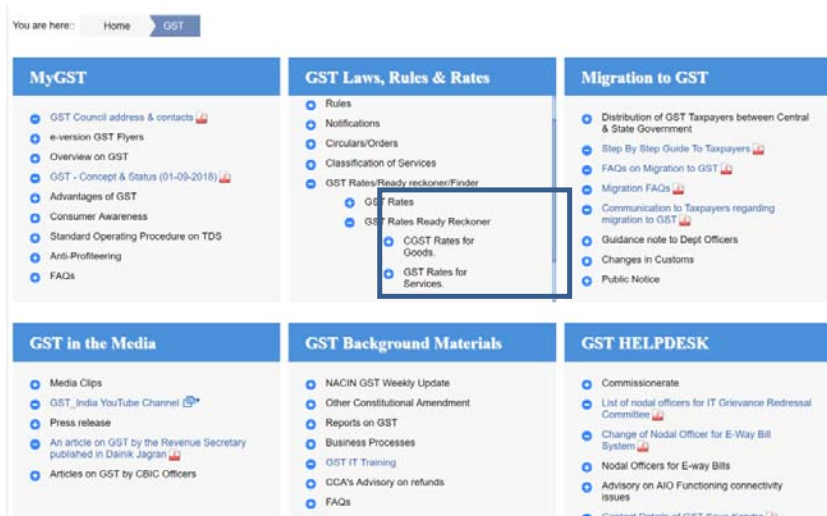 You are here::
Home
GST
MyGST
GST Council address & contacts
e-version GST Flyers
Overview on GST
GST - Concept & Status (01-09-2018)
Advantages of GST
Consumer Awareness
Standard Operating Procedure on TDS
Anti-Profiteering
FAQs
GST Laws, Rules & Rates
Rules
Notifications
Circulars/Orders
Classification of Services
GST Rates/Ready reckoner/Finder
GST Rates
GST Rates Ready Reckoner
CGST Rates for
Goods.
GST Rates for
Services.
Migration to GST
Distribution of GST Taxpayers between Central
& State Government
Step By Step Guide To Taxpayers
FAQs on Migration to GST
Migration FAQs
Communication to Taxpayers regarding
migration to GST
Guidance note to Dept Officers
Changes in Customs
Public Notice
GST in the Media
Media Clips
GST_India YouTube Channel
Press release
An article on GST by the Revenue Secretary
published in Dainik Jagran
Articles on GST by CBIC Officers
GST Background Materials
NACIN GST Weekly Update
Other Constitutional Amendment
Reports on GST
Business Processes
GST IT Training
CCA's Advisory on refunds
FAQs
GST HELPDESK
Commissionerate
List of nodal officers for IT Grievance Redressal
Committee
Change of Nodal Officer for E-Way Bill
System
Nodal Officers for E-way Bills
Advisory on AIO Functioning connectivity
issues